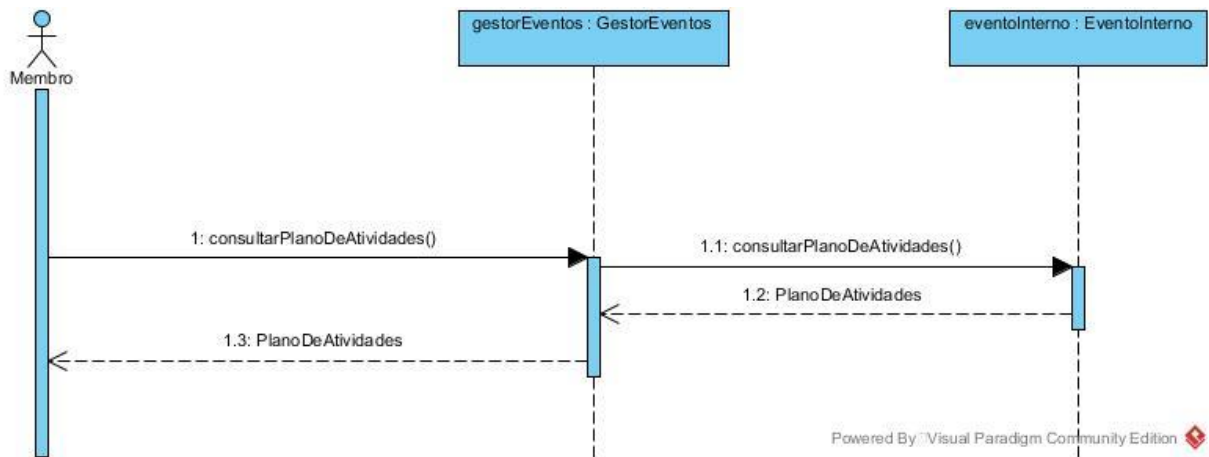 gestorEventos : GestorEventos
eventoInterno : EventoInterno
Membro
1: consultarPlanoDeAtividades()
1.1: consultarPlanoDeAtividades()
1.2: PlanoDeAtividades
1.3: PlanoDeAtividades
Powered By Visual Paradigm Community Edition